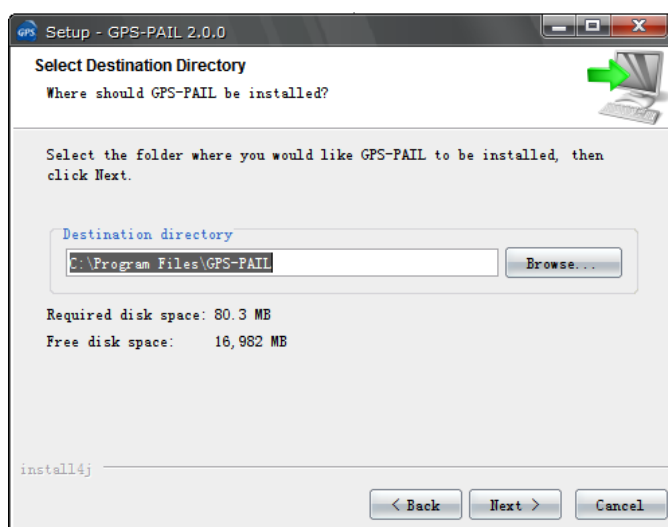 GPS Setup - GPS-PAIL 2.0.0
Select Destination Directory
Where should GPS-PAIL be installed?
Select the folder where you would like GPS-PAIL to be installed, then
click Next.
Destination directory
C:\Program Files\GPS-PAIL
Browse...
Required disk space: 80.3 MB
Free disk space: 16,982 MB
install4j
< Back Next > Cancel